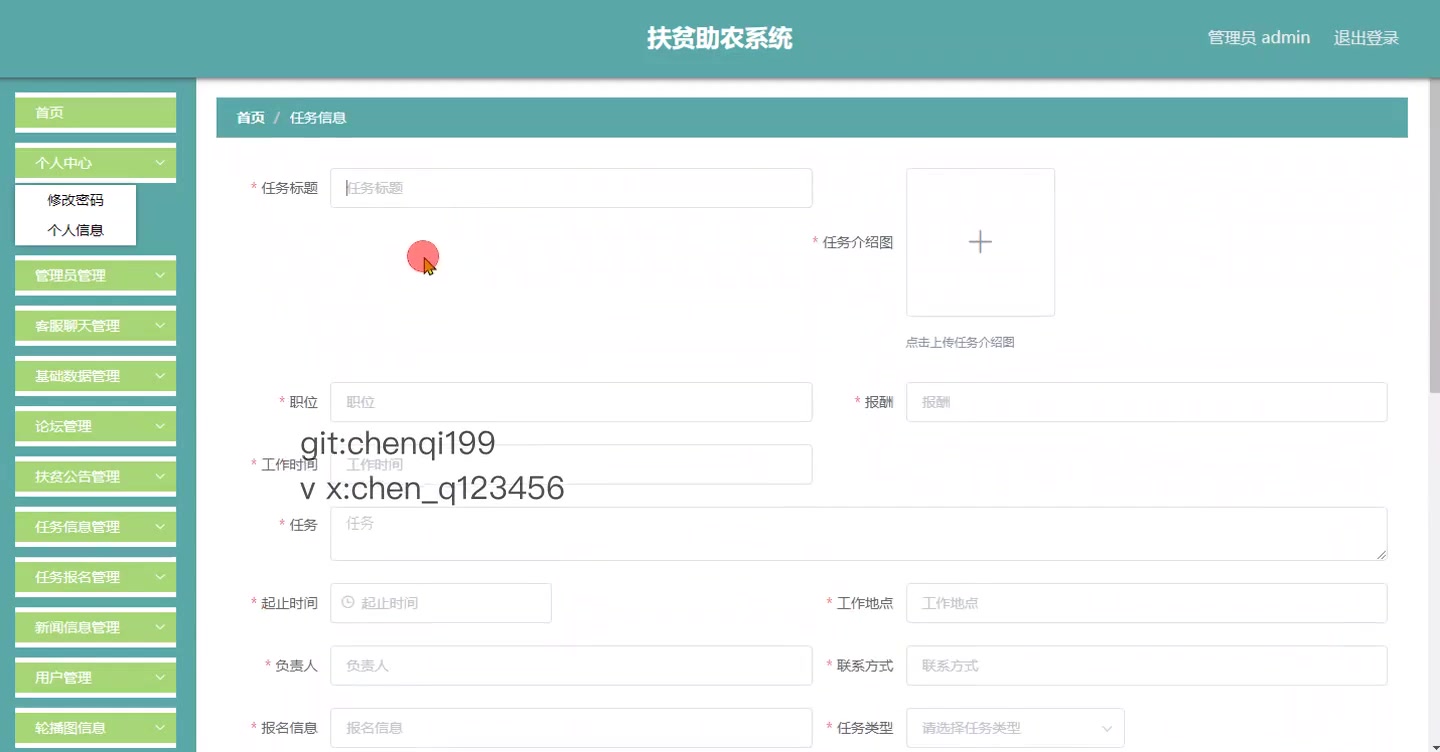 扶贫助农系统
管理员 admin
退出登录
首页
个人中心
修改密码
个人信息
管理员管理
客服聊天管理
基础数据管理
论坛管理
扶贫公告管理
任务信息管理
任务报名管理
新闻信息管理
用户管理
轮播图信息
首页 / 任务信息
* 任务标题 任务标题
* 任务介绍图
点击上传任务介绍图
* 职位 职位
* 报酬 报酬
git:chenqi199
* 工作时间 工作时间
v x:chen_q123456
* 任务 任务
* 起止时间 起止时间
* 工作地点 工作地点
* 负责人 负责人
* 联系方式 联系方式
* 报名信息 报名信息
* 任务类型 请选择任务类型